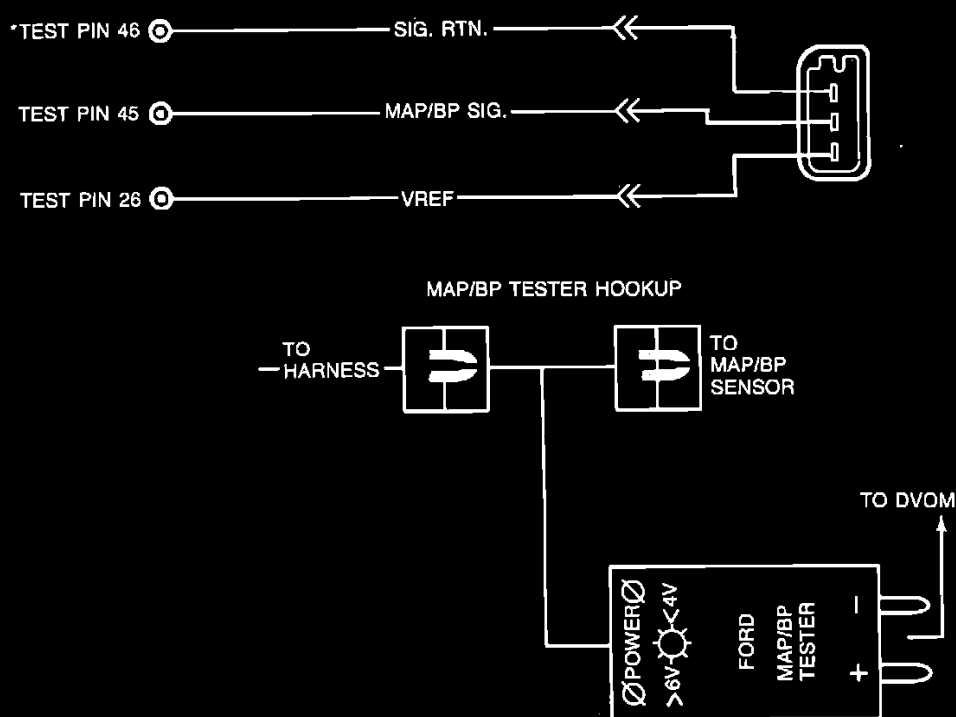 *TEST PIN 46
SIG. RTN.
TEST PIN 45
MAP/BP SIG.
TEST PIN 26
VREF
MAP/BP TESTER HOOKUP
TO
HARNESS
TO
MAP/BP
SENSOR
TO DVOM
POWER
>6V
<4V
FORD
MAP/BP
TESTER
-
+